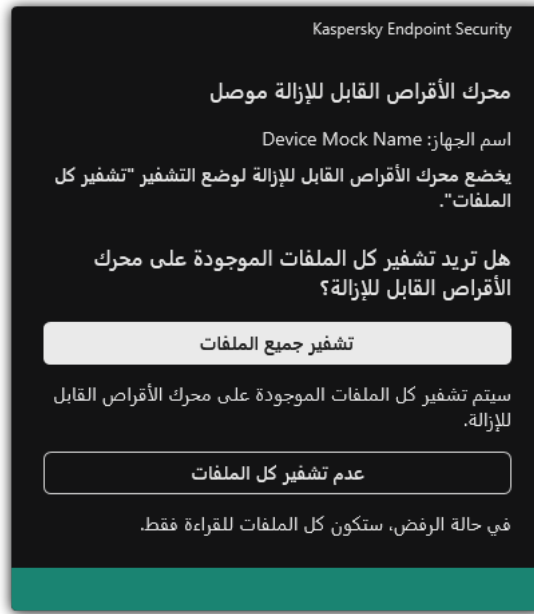 Kaspersky Endpoint Security
محرك الأقراص القابل للإزالة موصل
اسم الجهاز: Device Mock Name
يخضع محرك الأقراص القابل للإزالة لوضع التشفير "تشفير كل
الملفات".
هل تريد تشفير كل الملفات الموجودة على محرك
الأقراص القابل للإزالة؟
تشفير جميع الملفات
سيتم تشفير كل الملفات الموجودة على محرك الأقراص القابل
للإزالة.
عدم تشفير كل الملفات
في حالة الرفض، ستكون كل الملفات للقراءة فقط.